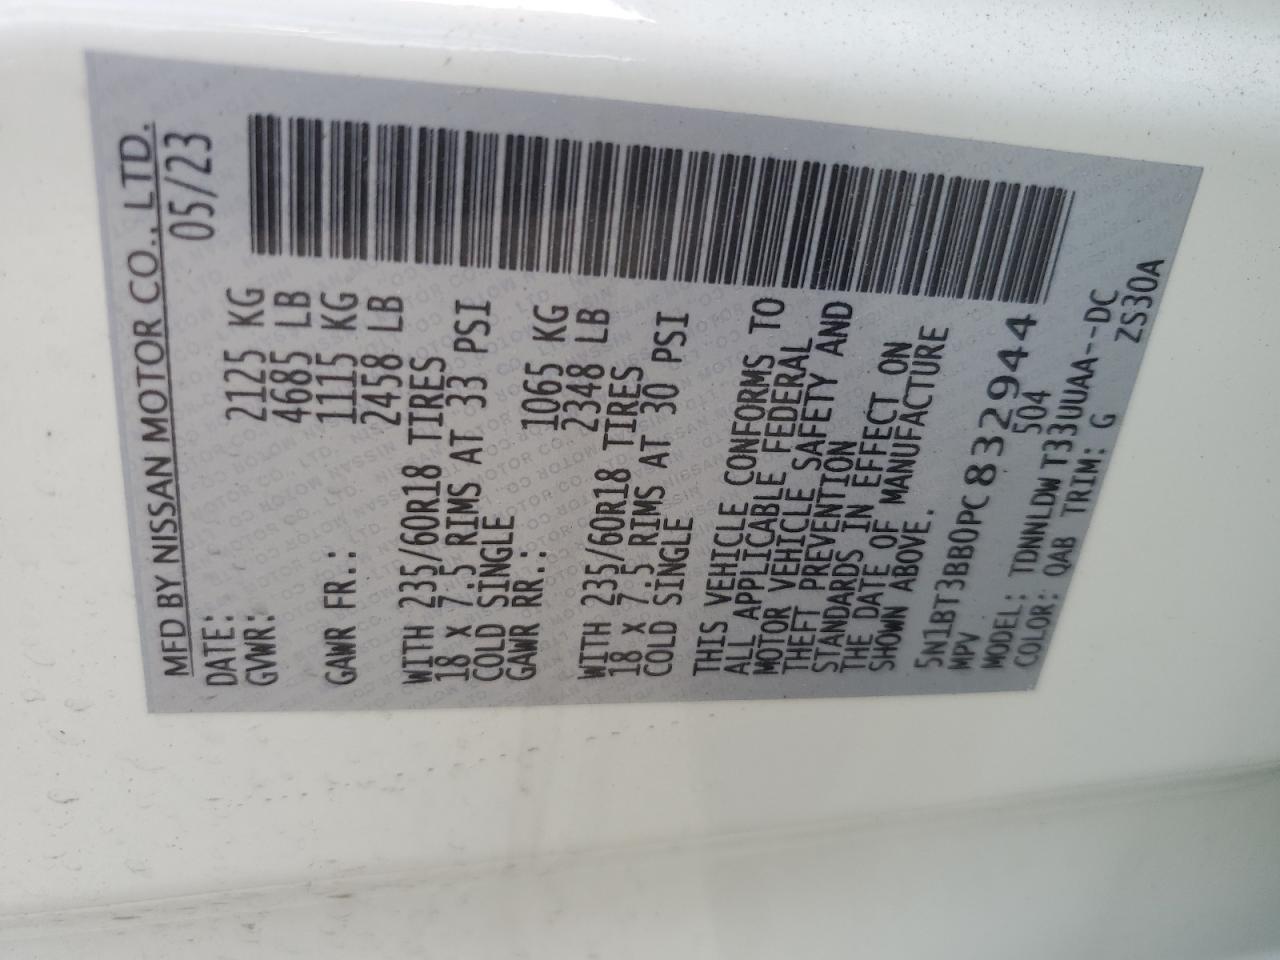 MFD BY NISSAN MOTOR CO., LTD.
DATE: 05/23
GVWR: 2125 KG
4685 LB
GAWR FR.: 1115 KG
2458 LB
WITH 235/60R18 TIRES
18 X 7.5 RIMS AT 33 PSI
COLD SINGLE
GAWR RR.: 1065 KG
2348 LB
WITH 235/60R18 TIRES
18 X 7.5 RIMS AT 30 PSI
COLD SINGLE
THIS VEHICLE CONFORMS TO
ALL APPLICABLE FEDERAL
MOTOR VEHICLE SAFETY AND
THEFT PREVENTION
STANDARDS IN EFFECT ON
THE DATE OF MANUFACTURE
SHOWN ABOVE.
5N1BT3BB0PC832944
MPV 504
MODEL: TDNNLDWT33UUAA--DC
COLOR: QAB TRIM: G ZS30A